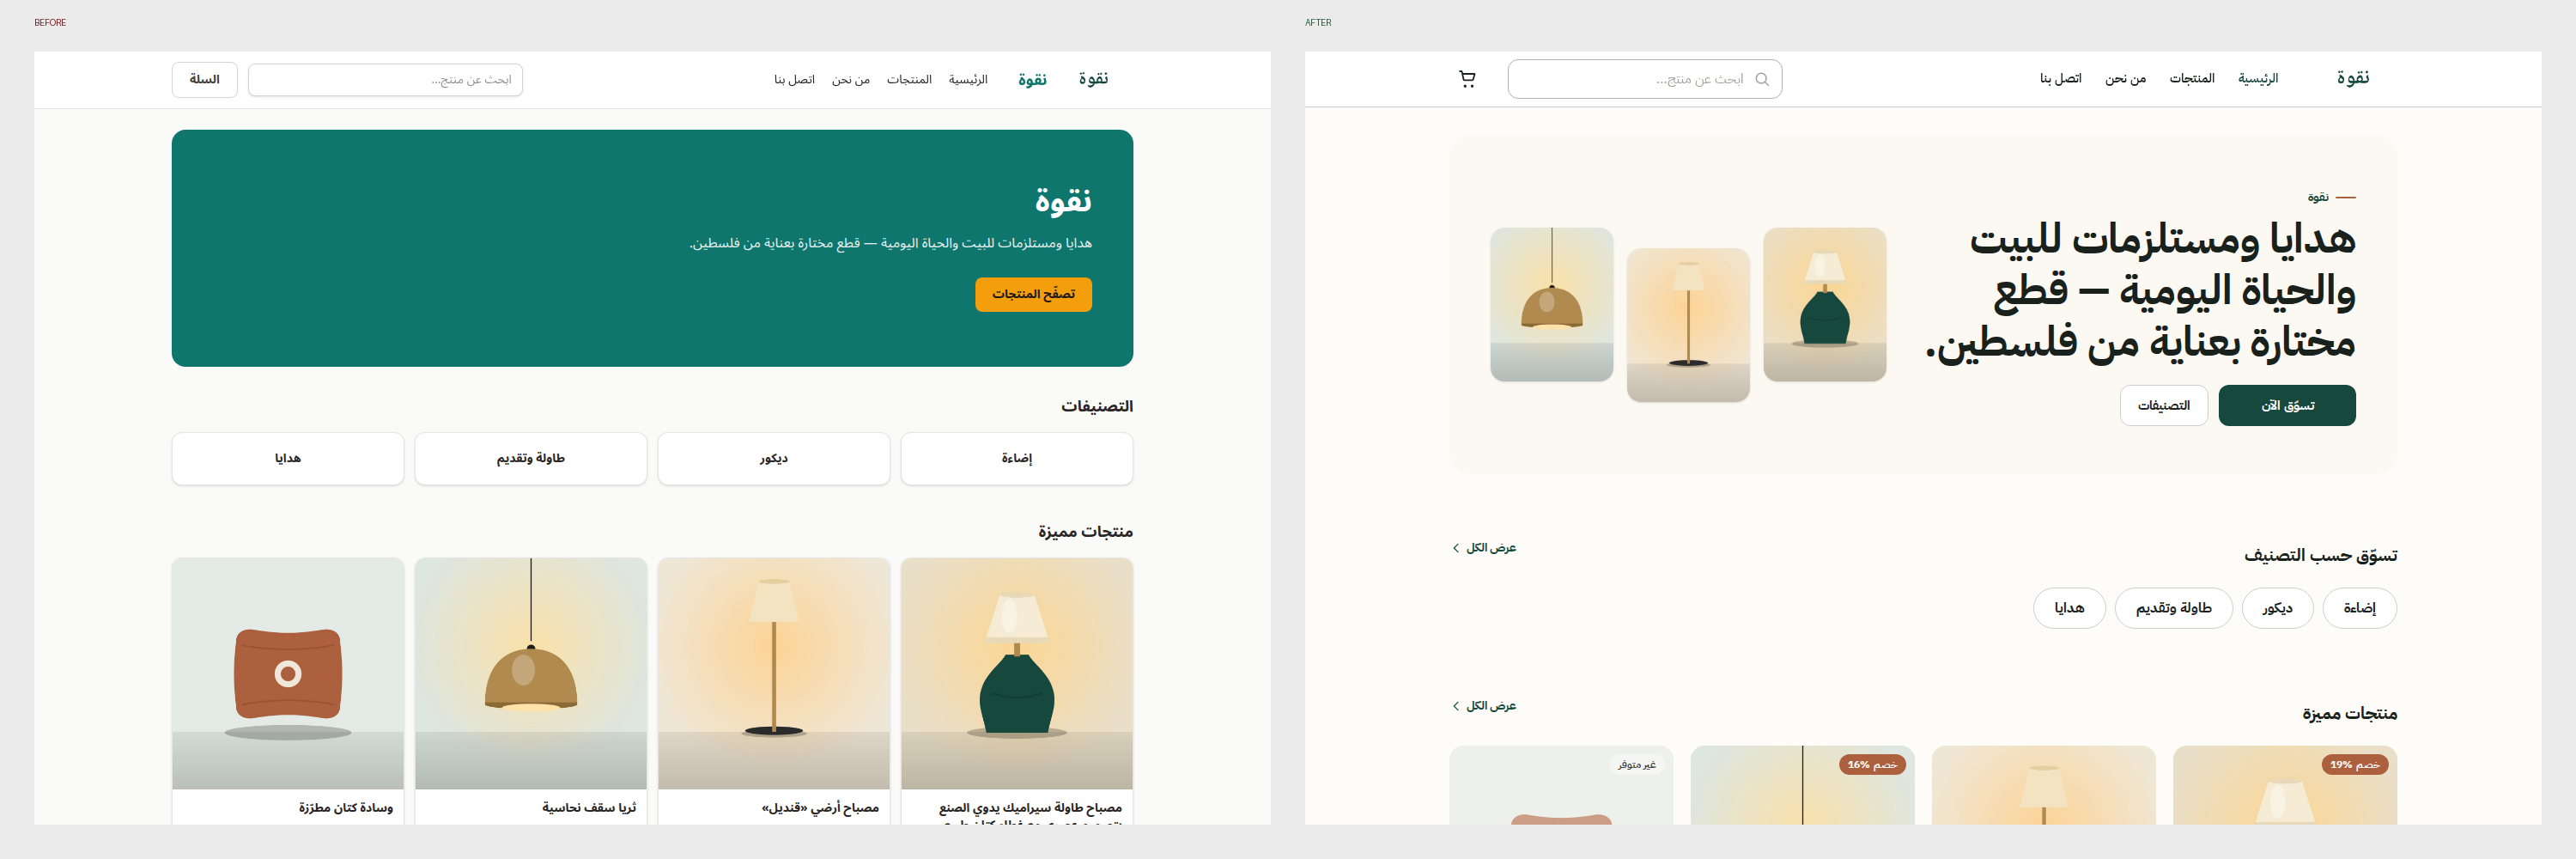 BEFORE
نقوة
نقوة
الرئيسية
المنتجات
من نحن
اتصل بنا
ابحث عن منتج...
السلة
نقوة
هدايا ومستلزمات للبيت والحياة اليومية — قطع مختارة بعناية من فلسطين.
تصفّح المنتجات
التصنيفات
إضاءة
ديكور
طاولة وتقديم
هدايا
منتجات مميزة
مصباح طاولة سيراميك يدوي الصنع
مصباح أرضي «قنديل»
ثريا سقف نحاسية
وسادة كتان مطرّزة
AFTER
نقوة
الرئيسية
المنتجات
من نحن
اتصل بنا
ابحث عن منتج...
نقوة
هدايا ومستلزمات للبيت
والحياة اليومية — قطع
مختارة بعناية من فلسطين.
تسوّق الآن
التصنيفات
تسوّق حسب التصنيف
عرض الكل
إضاءة
ديكور
طاولة وتقديم
هدايا
منتجات مميزة
عرض الكل
خصم 19%
خصم 16%
غير متوفر